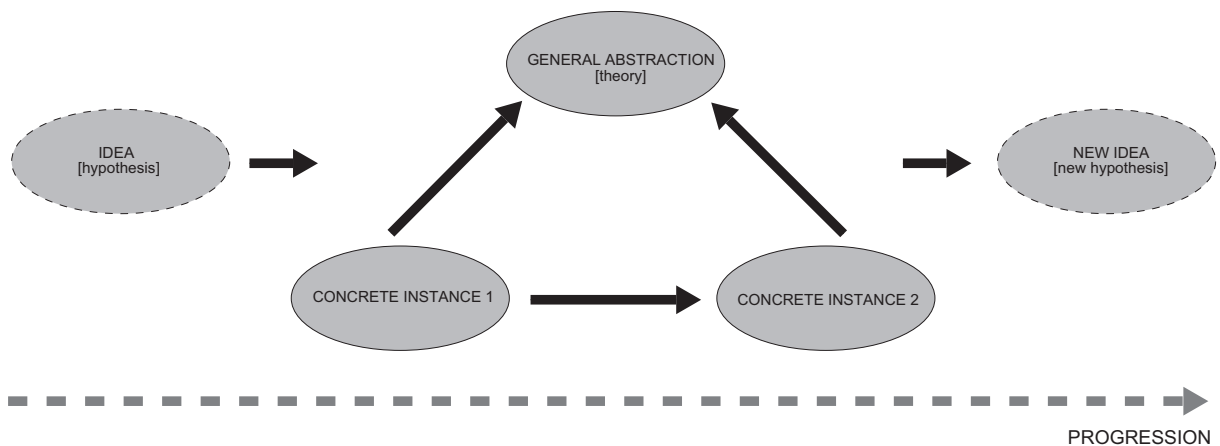 GENERAL ABSTRACTION
[theory]
IDEA
[hypothesis]
NEW IDEA
[new hypothesis]
CONCRETE INSTANCE 1
CONCRETE INSTANCE 2
PROGRESSION